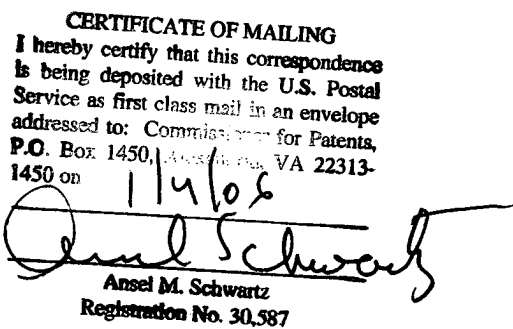 CERTIFICATE OF MAILING
I hereby certify that this correspondence
is being deposited with the U.S. Postal
Service as first class mail in an envelope
addressed to: Commissioner for Patents,
P.O. Box 1450, VA 22313-
1450 on 1/4/06
Ansel Schwartz
Ansel M. Schwartz
Registration No. 30,587